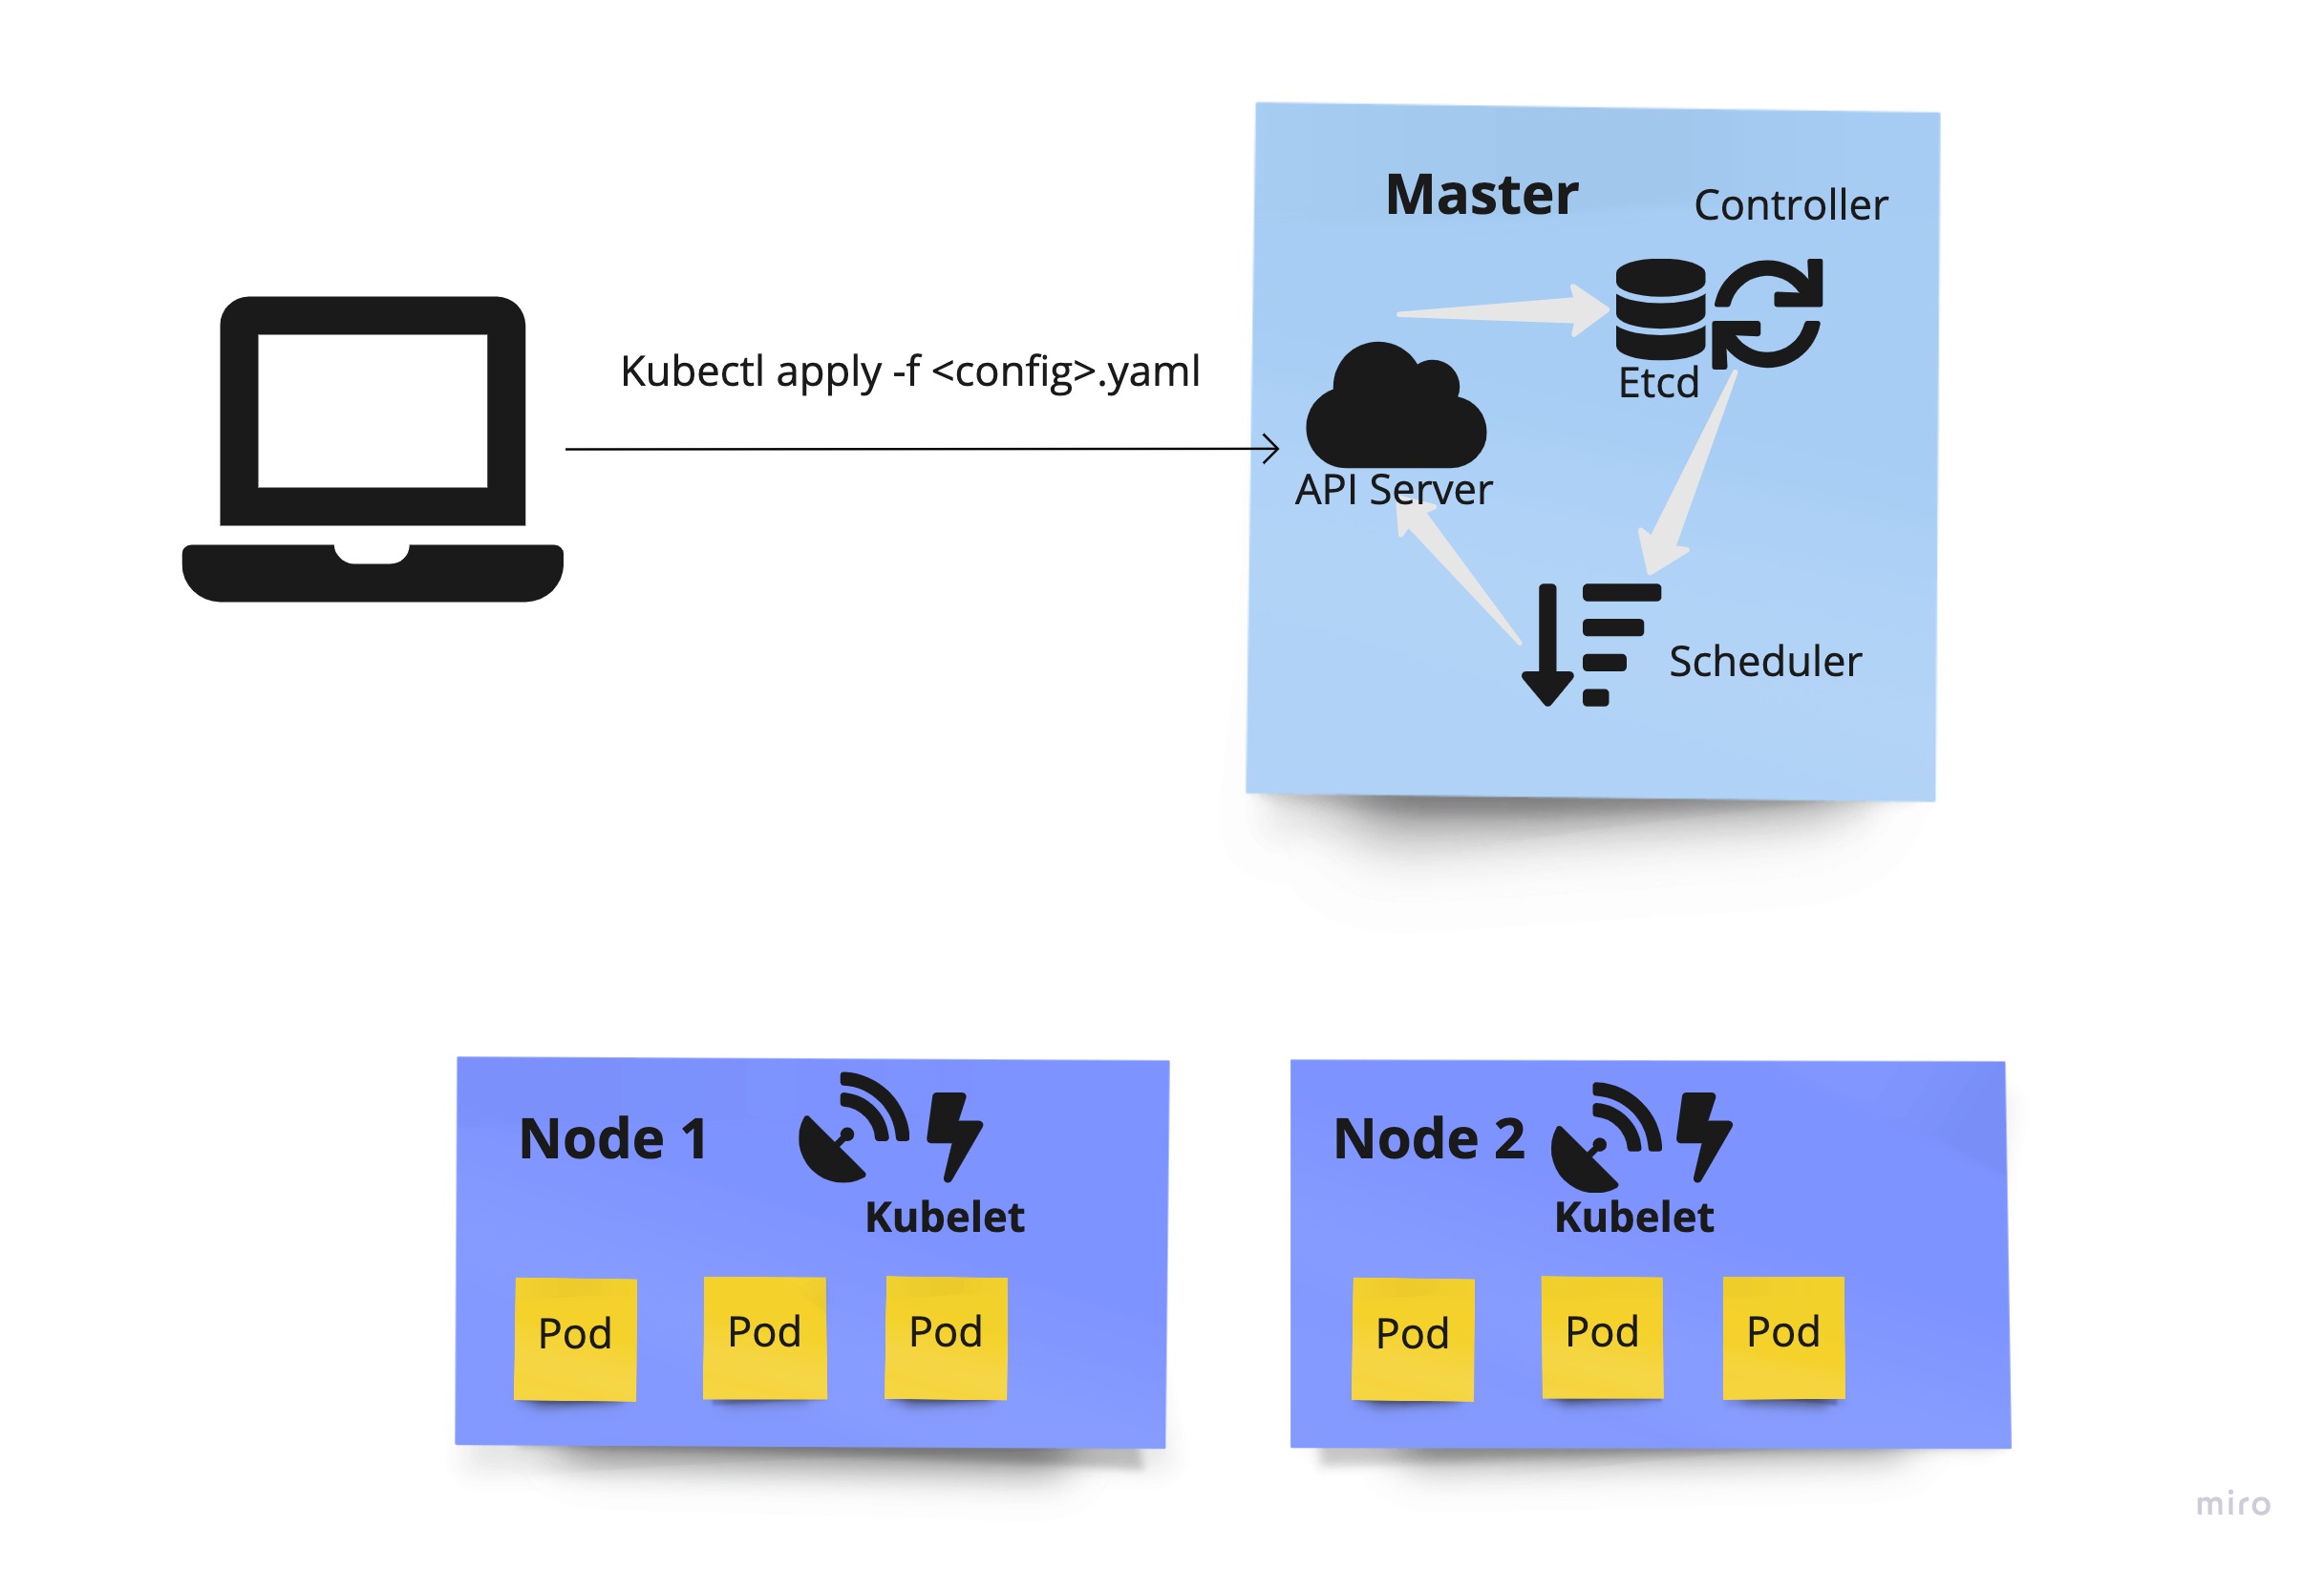 Master
Controller
Kubectl apply -f <config>.yaml
Etcd
API Server
Scheduler
Node 1
Kubelet
Pod
Pod
Pod
Node 2
Kubelet
Pod
Pod
Pod
miro